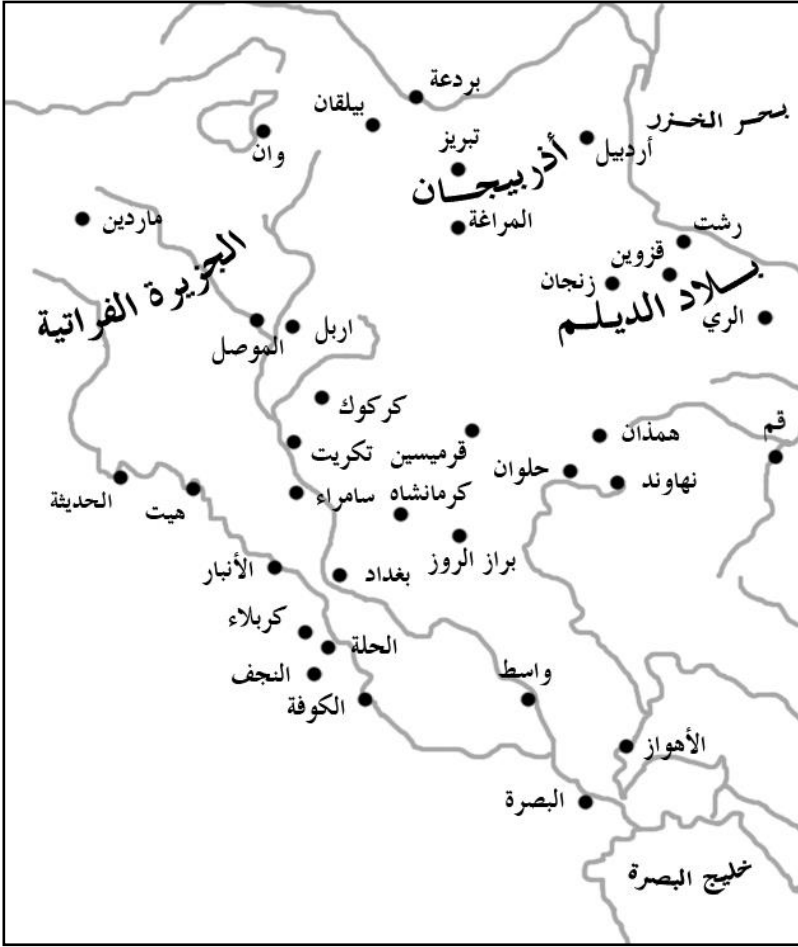 بردعة
بيلقان
بحر الخزر
وان
تبريز
أردبيل
أذربيجان
ماردين
المراغة
رشت
الجزيرة الفراتية
قزوين
زنجان
بلاد الديلم
الري
الموصل
اربل
كركوك
قم
همذان
تكريت
قرميسين
حلوان
نهاوند
الحديثة
هيت
سامراء
كرمانشاه
براز الروز
الأنبار
بغداد
كربلاء
الحلة
النجف
واسط
الكوفة
الأهواز
البصرة
خليج البصرة